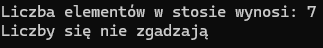 Liczba elementów w stosie wynosi: 7
Liczby się nie zgadzają